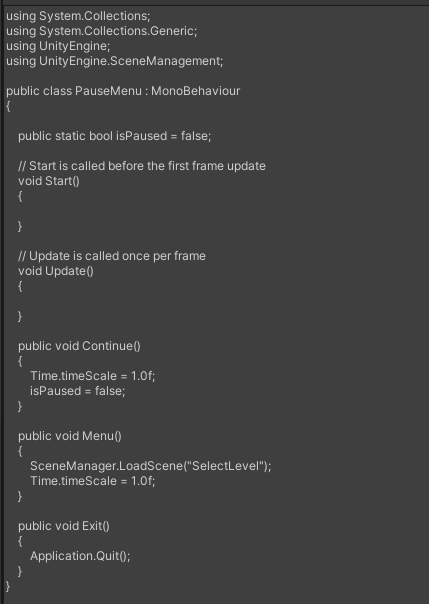 using System.Collections;
using System.Collections.Generic;
using UnityEngine;
using UnityEngine.SceneManagement;

public class PauseMenu : MonoBehaviour
{

    public static bool isPaused = false;

    // Start is called before the first frame update
    void Start()
    {

    }

    // Update is called once per frame
    void Update()
    {

    }

    public void Continue()
    {
        Time.timeScale = 1.0f;
        isPaused = false;
    }

    public void Menu()
    {
        SceneManager.LoadScene("SelectLevel");
        Time.timeScale = 1.0f;
    }

    public void Exit()
    {
        Application.Quit();
    }
}